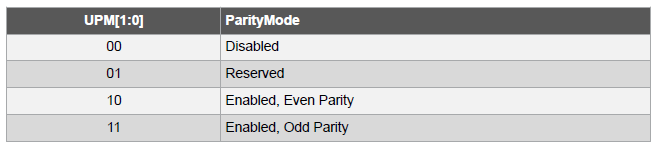 UPM[1:0] ParityMode
00 Disabled
01 Reserved
10 Enabled, Even Parity
11 Enabled, Odd Parity